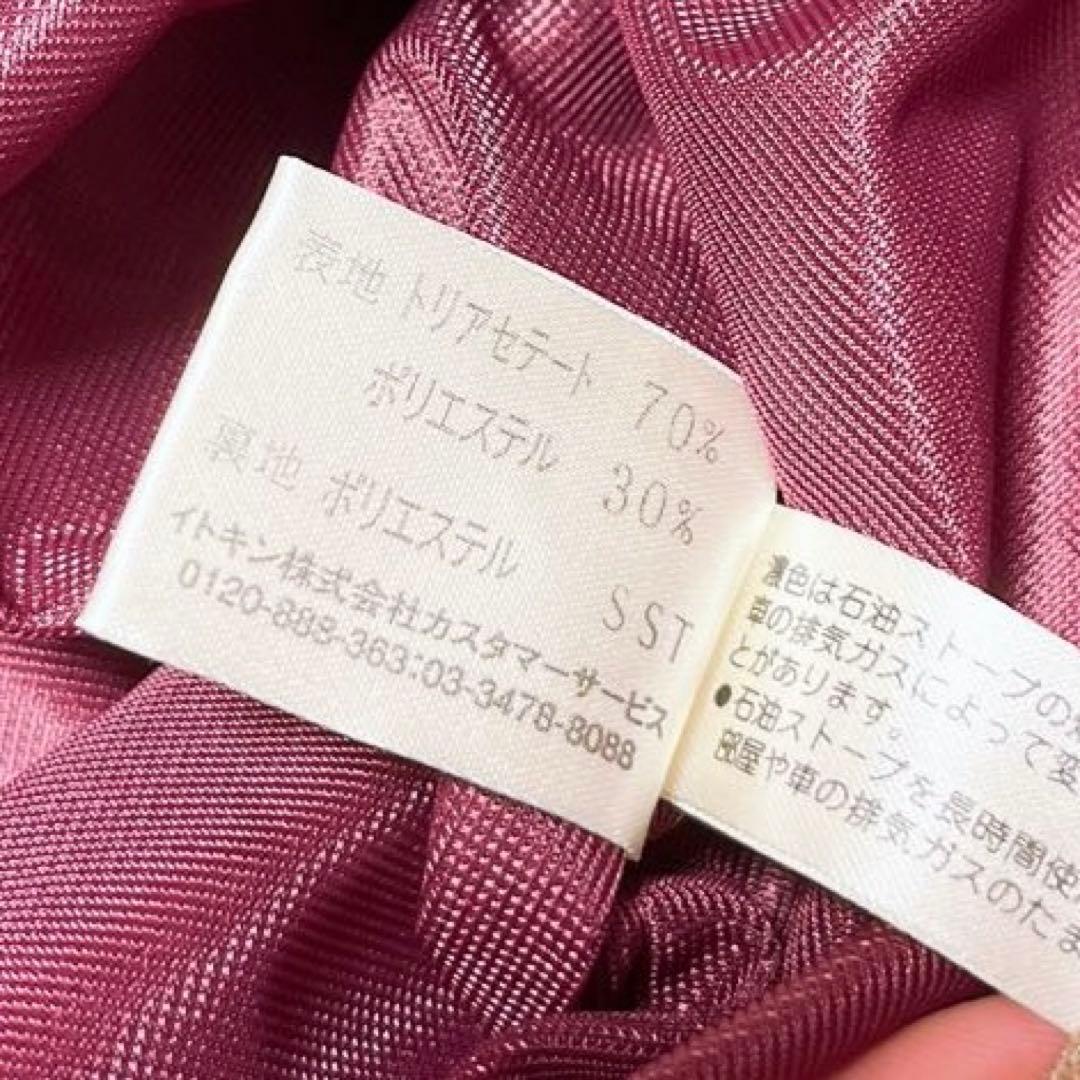 表地 トリアセテート 70%
ポリエステル 30%
裏地 ポリエステル
SST
イトキン株式会社カスタマーサービス
0120-888-363:03-3478-8088
色は石油ストーブの
車の排気ガスによって変
とがあります。
●石油ストーブを長時間使
部屋や車の排気ガスのたま